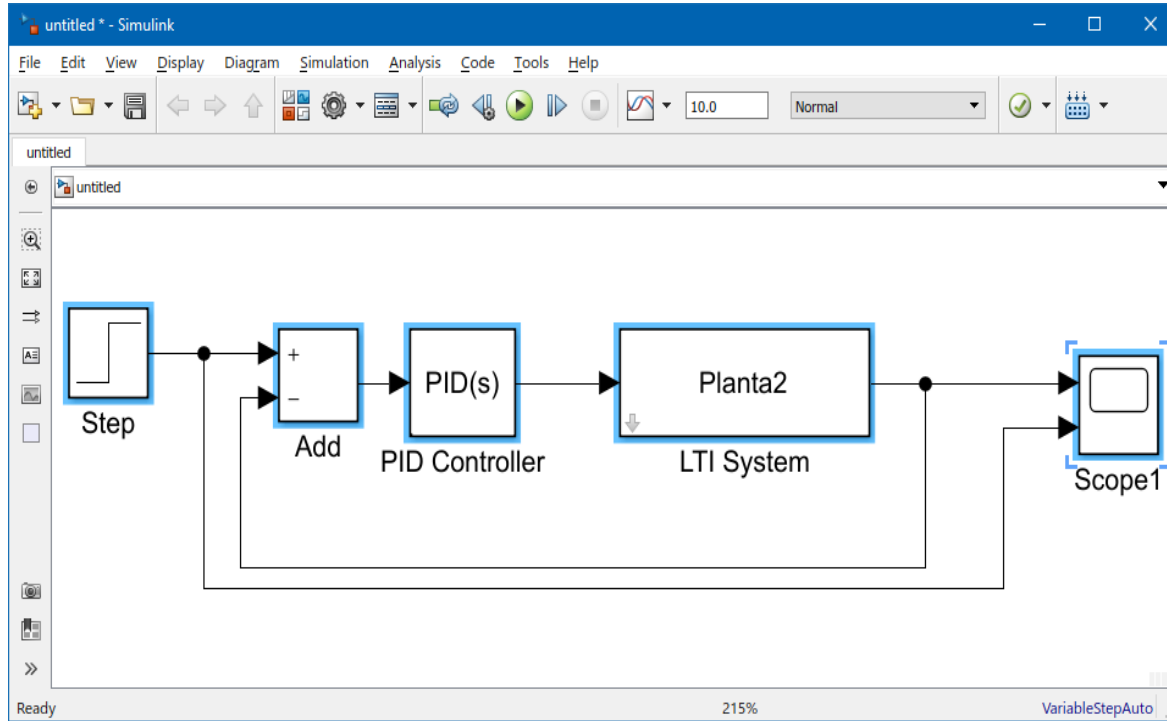 untitled * - Simulink
File Edit View Display Diagram Simulation Analysis Code Tools Help
10.0 Normal
untitled
untitled
+
PID(s) Planta2
−
Step
Add PID Controller LTI System
Scope1
Ready 215% VariableStepAuto